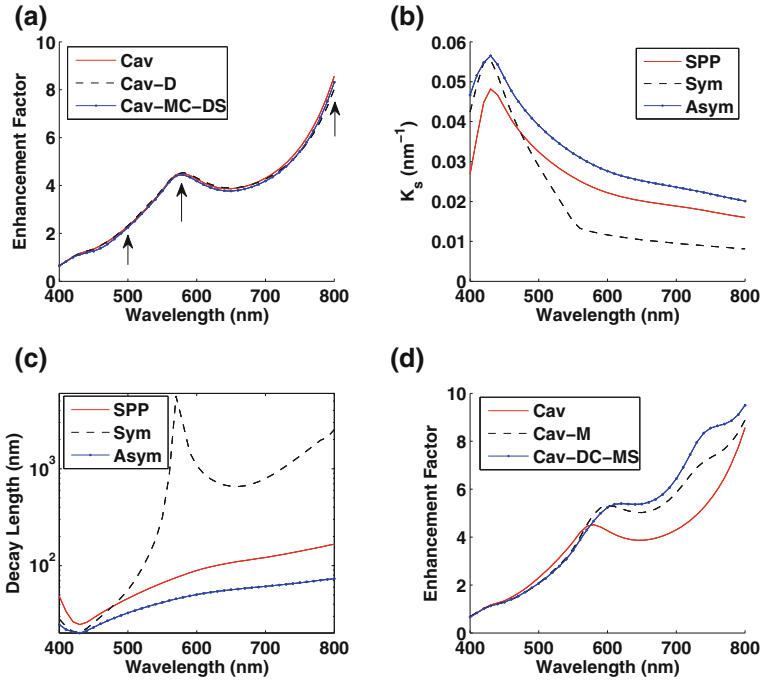 (a)
Enhancement Factor
10
8
6
4
2
0
Cav
Cav-D
Cav-MC-DS
400
500
600
700
800
Wavelength (nm)
(b)
Ks (nm-1)
0.06
0.05
0.04
0.03
0.02
0.01
0
SPP
Sym
Asym
400
500
600
700
800
Wavelength (nm)
(c)
Decay Length (nm)
10^3
10^2
SPP
Sym
Asym
400
500
600
700
800
Wavelength (nm)
(d)
Enhancement Factor
10
8
6
4
2
0
Cav
Cav-M
Cav-DC-MS
400
500
600
700
800
Wavelength (nm)